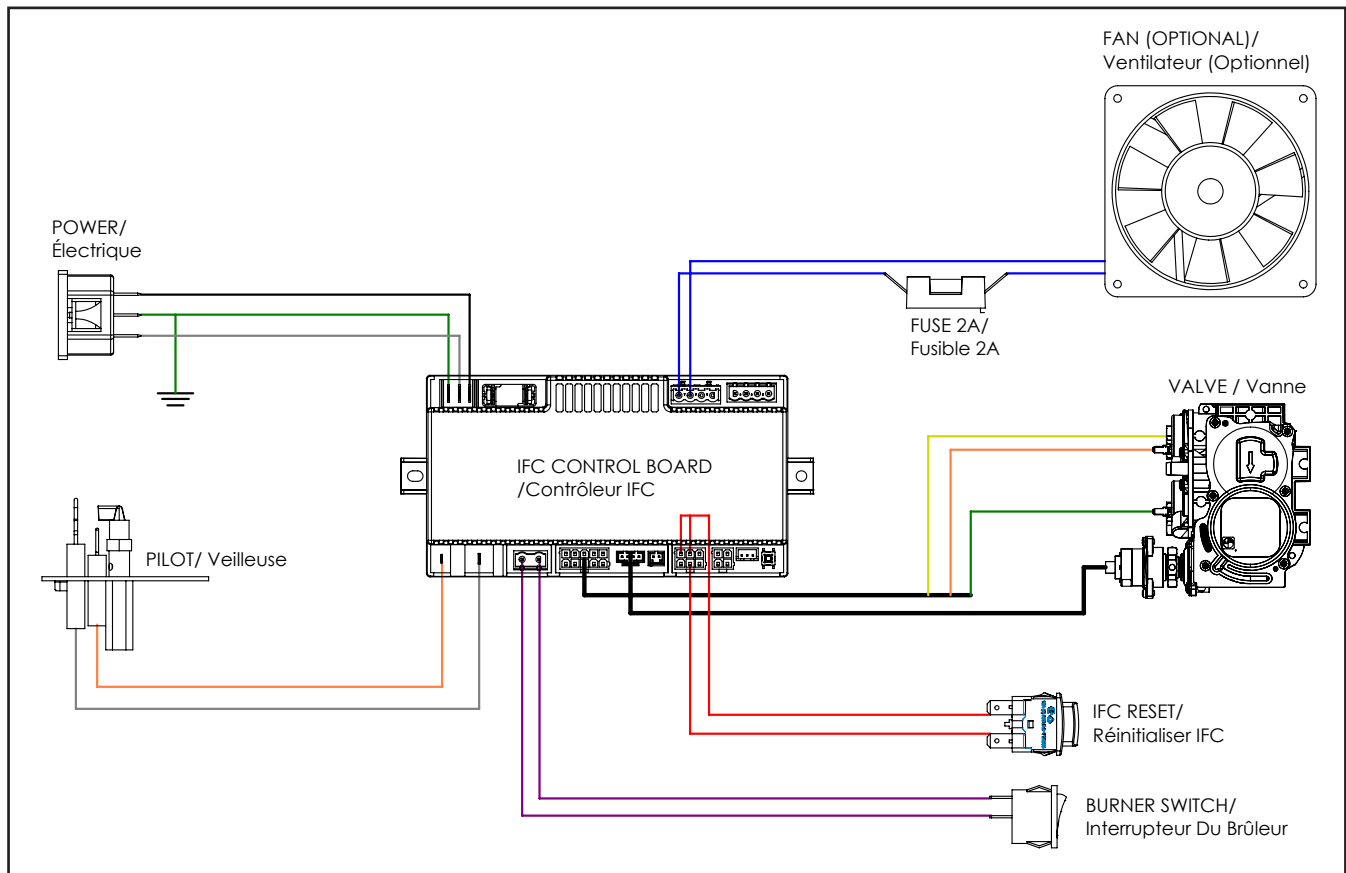 FAN (OPTIONAL)/
Ventilateur (Optionnel)
POWER/
Électrique
FUSE 2A/
Fusible 2A
VALVE / Vanne
IFC CONTROL BOARD
/Contrôleur IFC
PILOT/ Veilleuse
IFC RESET/
Réinitialiser IFC
BURNER SWITCH/
Interrupteur Du Brûleur